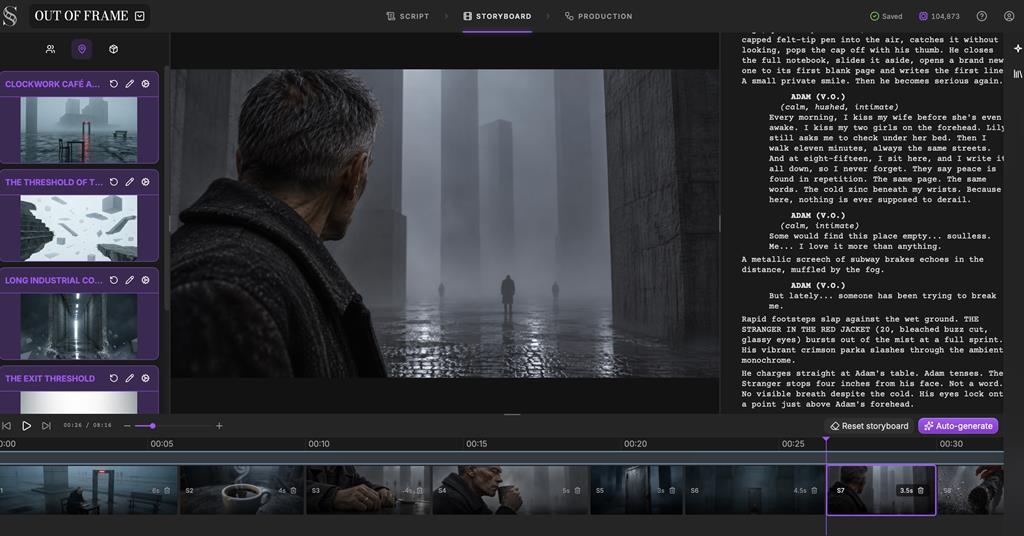 OUT OF FRAME
SCRIPT
STORYBOARD
PRODUCTION
Saved
104,873
CLOCKWORK CAFÉ A...
THE THRESHOLD OF T...
LONG INDUSTRIAL CO...
THE EXIT THRESHOLD
capped felt-tip pen into the air, catches it without
looking, pops the cap off with his thumb. He closes
the full notebook, slides it aside, opens a brand new
one to its first blank page and writes the first line
A small private smile. Then he becomes serious again.
ADAM (V.O.)
(calm, hushed, intimate)
Every morning, I kiss my wife before she's even
awake. I kiss my two girls on the forehead. Lily
still asks me to check under her bed. Then I
walk eleven minutes, always the same streets.
And at eight-fifteen, I sit here, and I write it
all down, so I never forget. They say peace is
found in repetition. The same page. The same
words. The cold zinc beneath my wrists. Because
here, nothing is ever supposed to derail.
ADAM (V.O.)
(calm, intimate)
Some would find this place empty... soulless.
Me... I love it more than anything.
A metallic screech of subway brakes echoes in the
distance, muffled by the fog.
ADAM (V.O.)
But lately... someone has been trying to break
me.
Rapid footsteps slap against the wet ground. THE
STRANGER IN THE RED JACKET (20, bleached buzz cut,
glassy eyes) bursts out of the mist at a full sprint.
His vibrant crimson parka slashes through the ambient
monochrome.
He charges straight at Adam's table. Adam tenses. The
Stranger stops four inches from his face. Not a word.
No visible breath despite the cold. His eyes lock ont
a point just above Adam's forehead.
00:26 / 08:16
Reset storyboard
Auto-generate
0:00
00:05
00:10
00:15
00:20
00:25
00:30
1
6s
S2
4s
S3
4s
S4
5s
S5
3s
S6
4.5s
S7
3.5s
S8